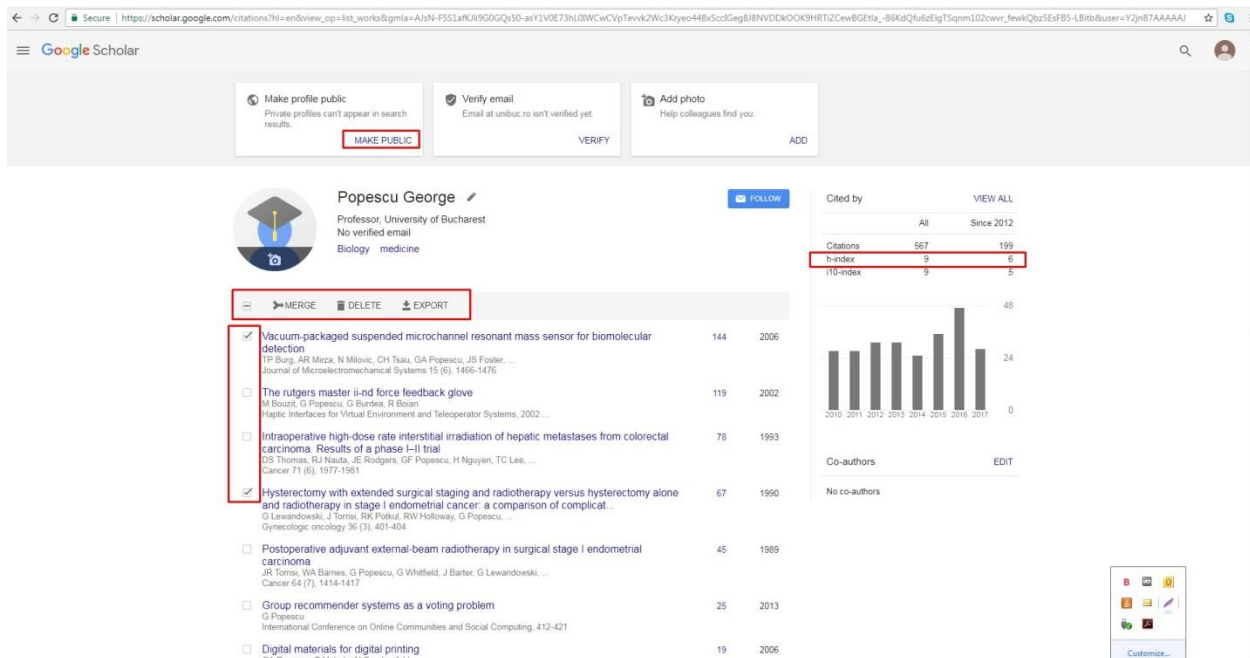 Secure | https://scholar.google.com/citations?hl=en&view_op=list_works&gmla=
Google Scholar
Make profile public
Private profiles can't appear in search
results.
MAKE PUBLIC
Verify email
Email at unibuc.ro isn't verified yet.
VERIFY
Add photo
Help colleagues find you.
ADD
Popescu George
FOLLOW
Professor, University of Bucharest
No verified email
Biology medicine
Cited by VIEW ALL
All Since 2012
Citations 567 199
h-index 9 6
i10-index 9 5
48
24
0
2010 2011 2012 2013 2014 2015 2016 2017
Co-authors EDIT
No co-authors
MERGE DELETE EXPORT
Vacuum-packaged suspended microchannel resonant mass sensor for biomolecular 144 2006
detection
TP Burg, AR Mirza, N Milovic, CH Tsau, GA Popescu, JS Foster, ...
Journal of Microelectromechanical Systems 15 (6), 1466-1476
The rutgers master ii-nd force feedback glove 119 2002
M Bouzit, G Popescu, G Burdea, R Boian
Haptic Interfaces for Virtual Environment and Teleoperator Systems, 2002 ...
Intraoperative high-dose rate interstitial irradiation of hepatic metastases from colorectal 78 1993
carcinoma. Results of a phase I–II trial
DS Thomas, RJ Nauta, JE Rodgers, GF Popescu, H Nguyen, TC Lee, ...
Cancer 71 (6), 1977-1981
Hysterectomy with extended surgical staging and radiotherapy versus hysterectomy alone 67 1990
and radiotherapy in stage I endometrial cancer: a comparison of complicat...
G Lewandowski, J Torrisi, RK Potkul, RW Holloway, G Popescu, ...
Gynecologic oncology 36 (3), 401-404
Postoperative adjuvant external-beam radiotherapy in surgical stage I endometrial 45 1989
carcinoma
JR Torrisi, WA Barnes, G Popescu, G Whitfield, J Barter, G Lewandowski, ...
Cancer 64 (7), 1414-1417
Group recommender systems as a voting problem 25 2013
G Popescu
International Conference on Online Communities and Social Computing, 412-421
Digital materials for digital printing 19 2006
Customize...